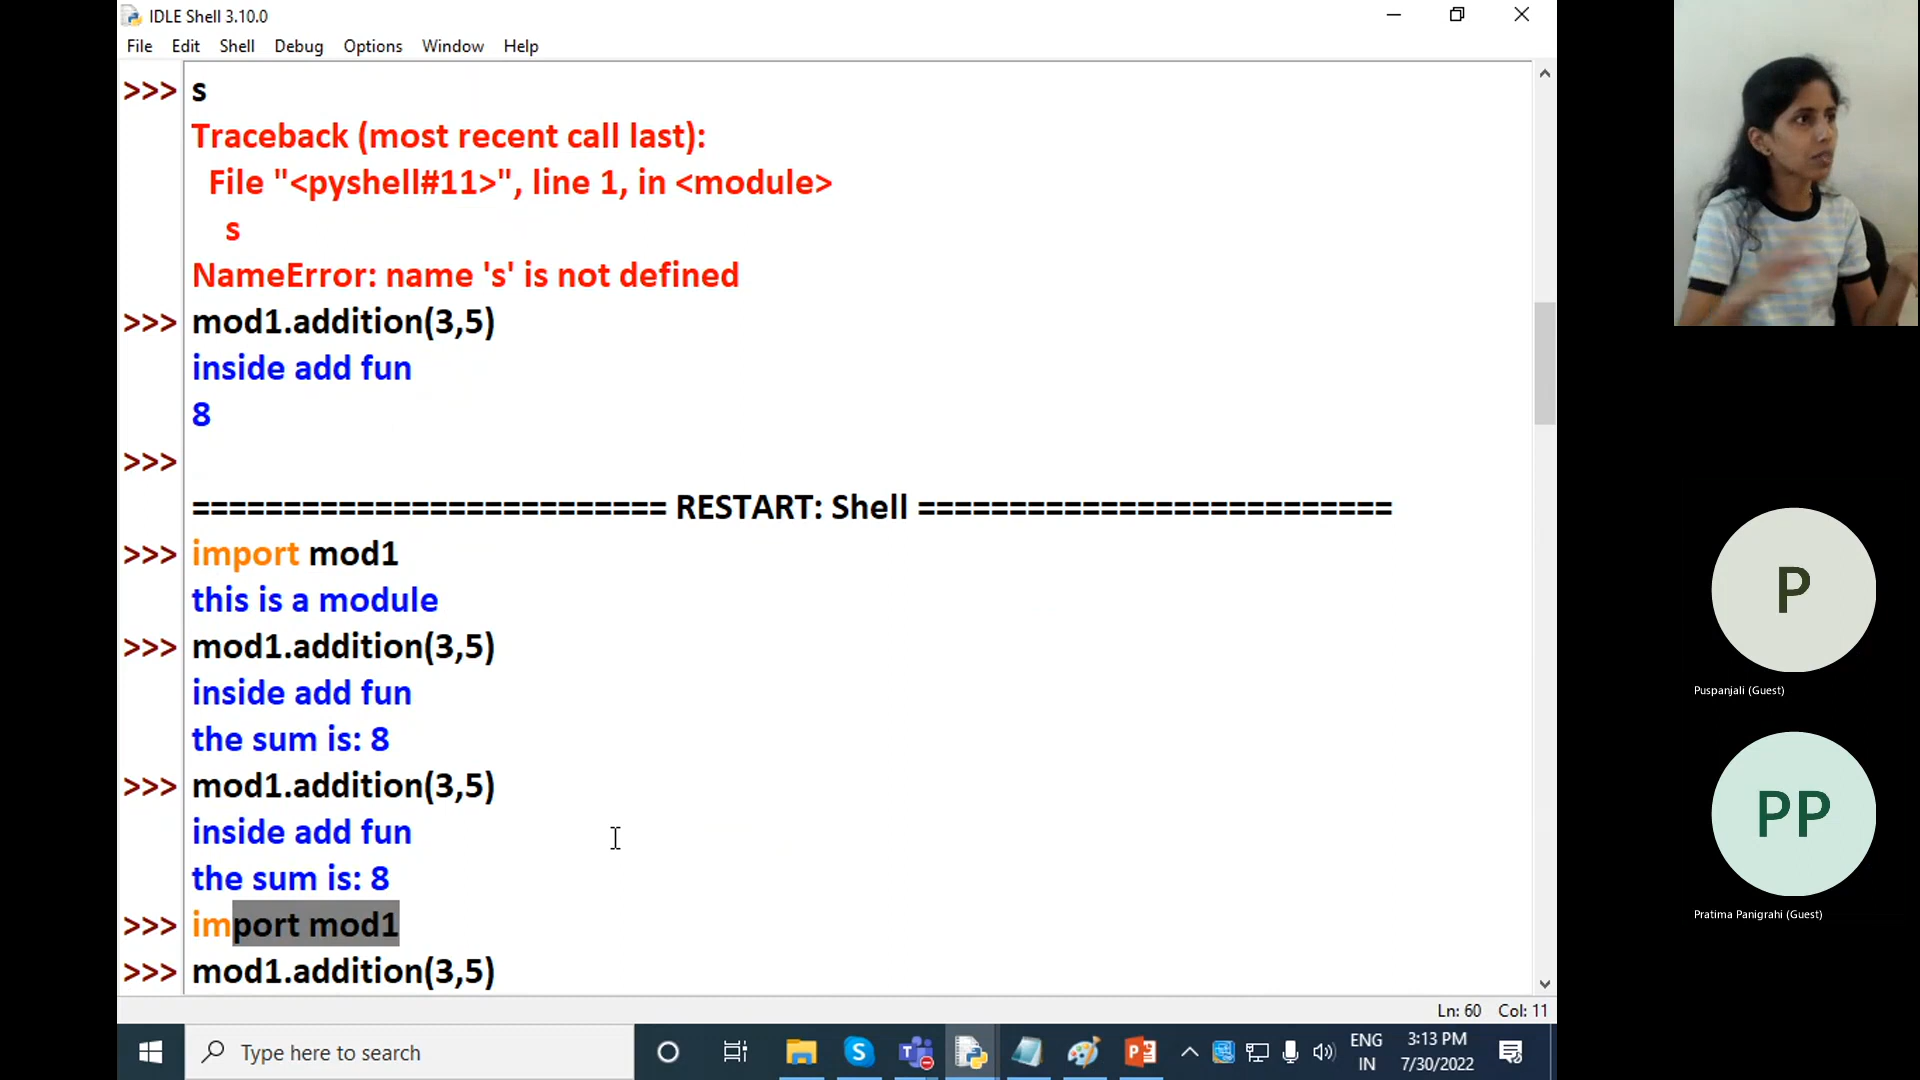 IDLE Shell 3.10.0
File Edit Shell Debug Options Window Help
>>> s
Traceback (most recent call last):
File "<pyshell#11>", line 1, in <module>
s
NameError: name 's' is not defined
>>> mod1.addition(3,5)
inside add fun
8
>>>
========================= RESTART: Shell =========================
>>> import mod1
this is a module
>>> mod1.addition(3,5)
inside add fun
the sum is: 8
>>> mod1.addition(3,5)
inside add fun
the sum is: 8
>>> import mod1
>>> mod1.addition(3,5)
Ln: 60 Col: 11
Type here to search
ENG
IN
3:13 PM
7/30/2022
P
Puspanjali (Guest)
PP
Pratima Panigrahi (Guest)